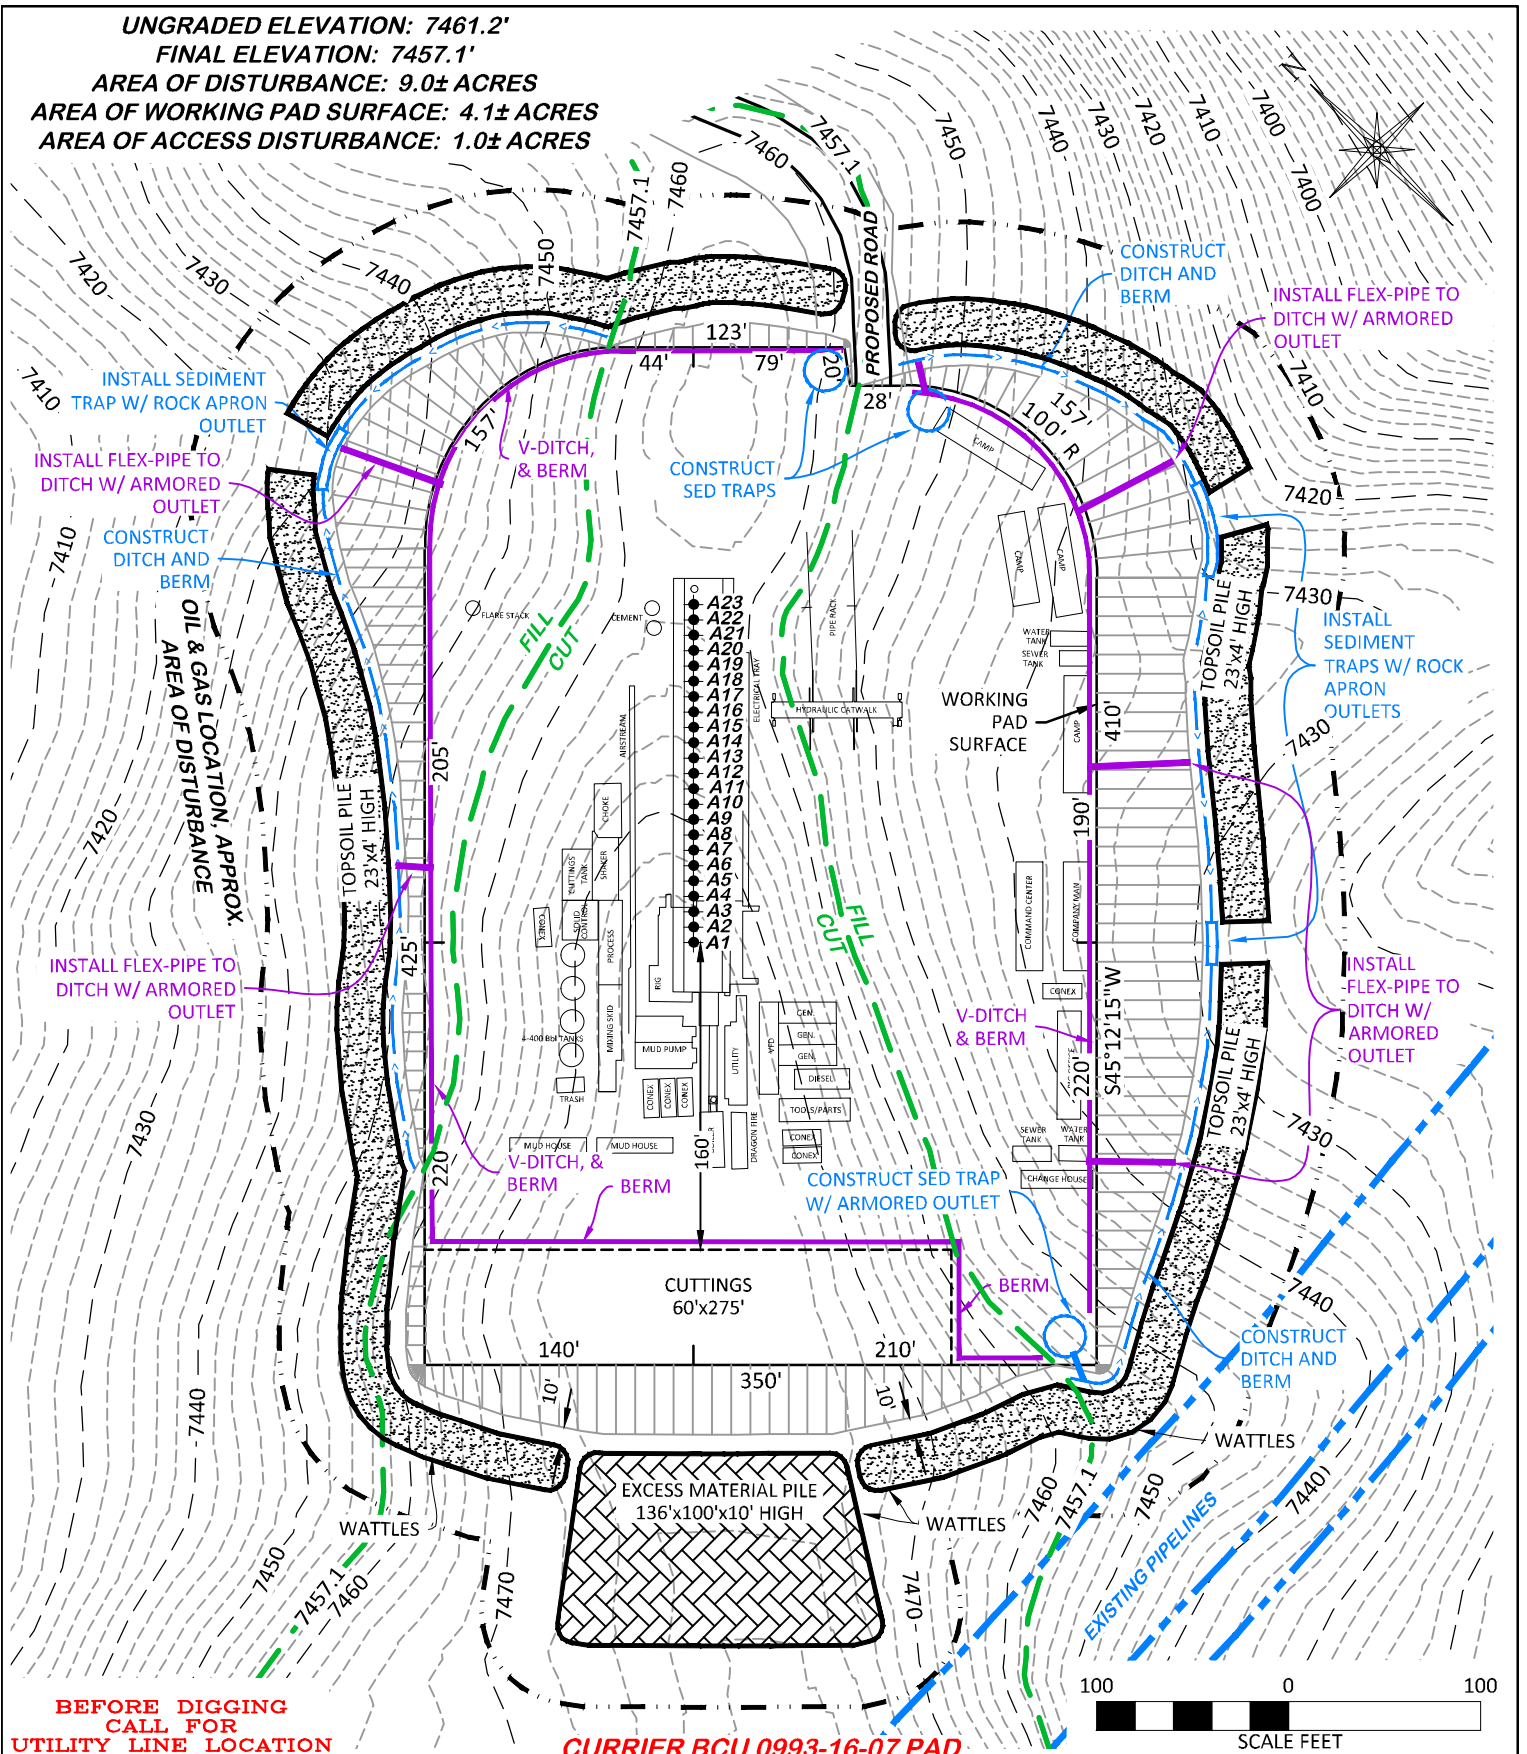 UNGRADED ELEVATION: 7461.2'
FINAL ELEVATION: 7457.1'
AREA OF DISTURBANCE: 9.0± ACRES
AREA OF WORKING PAD SURFACE: 4.1± ACRES
AREA OF ACCESS DISTURBANCE: 1.0± ACRES
N
7460
7457.1
7450
7440
7430
7420
7410
7400
7400
7457.1
7460
7420
7430
7440
7450
PROPOSED ROAD
CONSTRUCT
DITCH AND
BERM
INSTALL FLEX-PIPE TO
DITCH W/ ARMORED
OUTLET
7410
7410
INSTALL SEDIMENT
TRAP W/ ROCK APRON
OUTLET
123'
44'
79'
20'
28'
157'
157'
100' R
V-DITCH,
& BERM
CONSTRUCT
SED TRAPS
CAMP
INSTALL FLEX-PIPE TO
DITCH W/ ARMORED
OUTLET
7420
7410
CONSTRUCT
DITCH AND
BERM
CAMP
CAMP
OIL & GAS LOCATION, APPROX.
AREA OF DISTURBANCE
FLARE STACK
CEMENT
FILL
CUT
A23
A22
A21
A20
A19
A18
A17
A16
A15
A14
A13
A12
A11
A10
A9
A8
A7
A6
A5
A4
A3
A2
A1
ELECTRICAL TRAY
AIRSTREAM
PIPE RACK
HYDRAULIC CATWALK
WATER
TANK
SEWER
TANK
CAMP
WORKING
PAD
SURFACE
410'
190'
TOPSOIL PILE
23'x4' HIGH
7430
INSTALL
SEDIMENT
TRAPS W/ ROCK
APRON
OUTLETS
7430
7420
205'
TOPSOIL PILE
23'x4' HIGH
425'
CHOKE
SHAKER
CUTTINGS
TANK
SOLID
CONTROL
CONEX
PROCESS
RIG
FILL
CUT
COMMAND CENTER
COMPANY MAN
CONEX
S45°12'15"W
INSTALL FLEX-PIPE TO
DITCH W/ ARMORED
OUTLET
INSTALL
FLEX-PIPE TO
DITCH W/
ARMORED
OUTLET
V-DITCH
& BERM
4-400 Bbl TANKS
MIXING SKID
MUD PUMP
UTILITY
VFD
GEN.
GEN.
GEN.
DIESEL
TOOLS/PARTS
CONEX
CONEX
CONEX
CONEX
CONEX
TRASH
DRAGON FIRE
MUD HOUSE
MUD HOUSE
160'
220'
220
TOPSOIL PILE
23'x4' HIGH
7430
7430
SEWER
TANK
WATER
TANK
CHANGE HOUSE
V-DITCH, &
BERM
BERM
CONSTRUCT SED TRAP
W/ ARMORED OUTLET
BERM
CUTTINGS
60'x275'
140'
210'
350'
10'
10'
7440
CONSTRUCT
DITCH AND
BERM
7440
WATTLES
EXCESS MATERIAL PILE
136'x100'x10' HIGH
WATTLES
WATTLES
7460
7457.1
7450
7440
EXISTING PIPELINES
7450
7457.1
7460
7470
7470
100
0
100
SCALE FEET
BEFORE DIGGING
CALL FOR
UTILITY LINE LOCATION
CURRIER BCU 0993-16-07 PAD